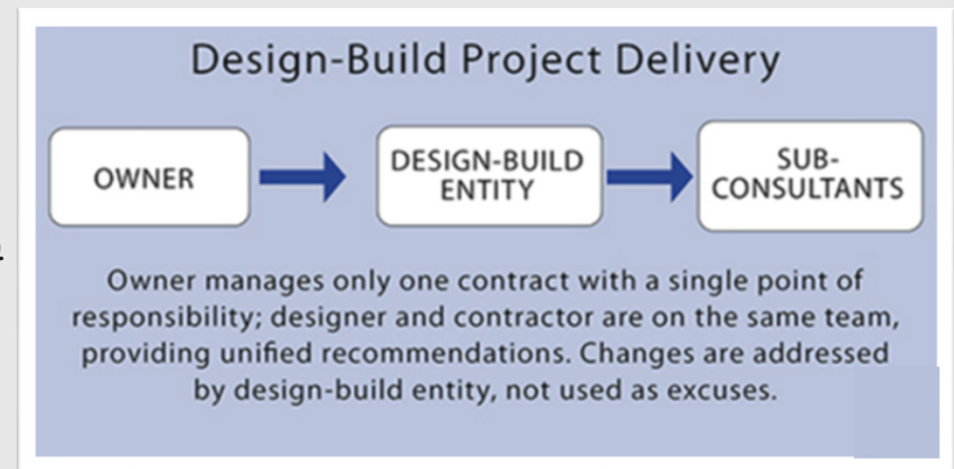 Design-Build Project Delivery
OWNER
DESIGN-BUILD
ENTITY
SUB-
CONSULTANTS
Owner manages only one contract with a single point of
responsibility; designer and contractor are on the same team,
providing unified recommendations. Changes are addressed
by design-build entity, not used as excuses.